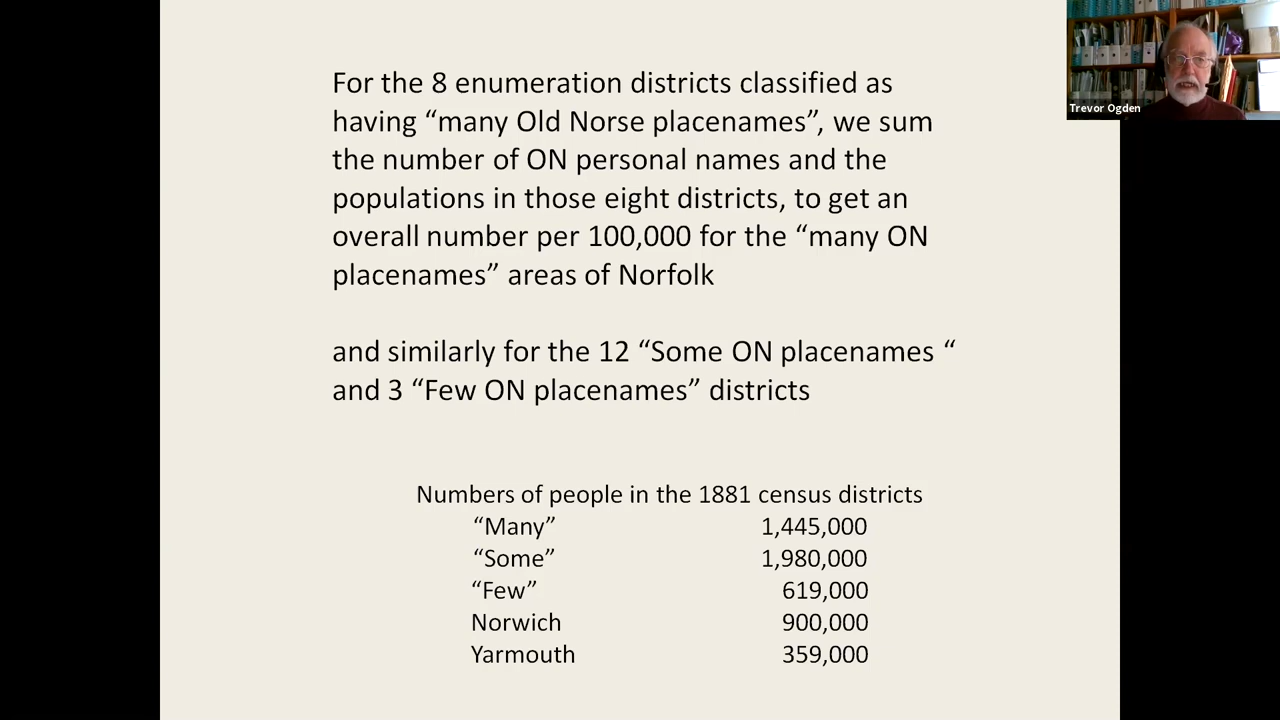 For the 8 enumeration districts classified as
having “many Old Norse placenames”, we sum
the number of ON personal names and the
populations in those eight districts, to get an
overall number per 100,000 for the “many ON
placenames” areas of Norfolk
and similarly for the 12 “Some ON placenames “
and 3 “Few ON placenames” districts
Numbers of people in the 1881 census districts
“Many” 1,445,000
“Some” 1,980,000
“Few” 619,000
Norwich 900,000
Yarmouth 359,000
Trevor Ogden